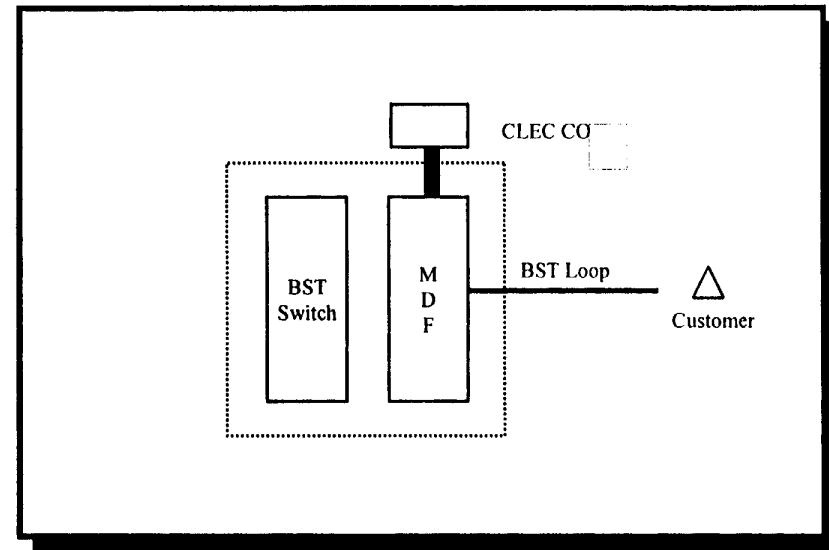 CLEC CO
BST
Switch
M
D
F
BST Loop
Customer